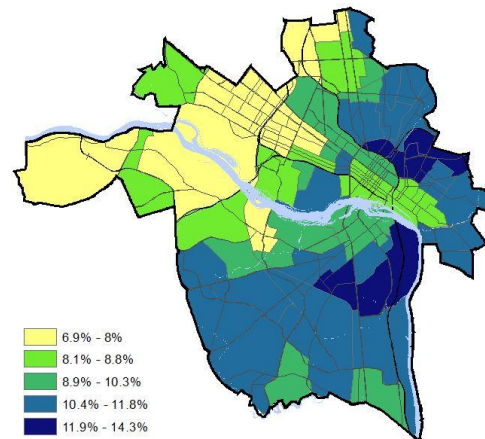 6.9% - 8%
8.1% - 8.8%
8.9% - 10.3%
10.4% - 11.8%
11.9% - 14.3%